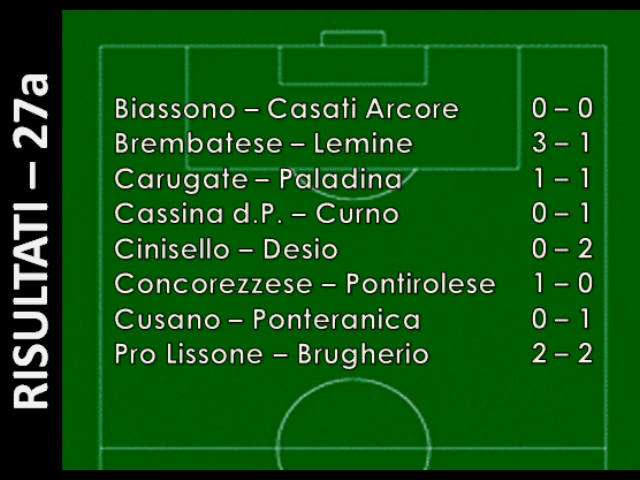 RISULTATI – 27a
Biassono – Casati Arcore 0 – 0
Brembatese – Lemine 3 – 1
Carugate – Paladina 1 – 1
Cassina d.P. – Curno 0 – 1
Cinisello – Desio 0 – 2
Concorezzese – Pontirolese 1 – 0
Cusano – Ponteranica 0 – 1
Pro Lissone – Brugherio 2 – 2